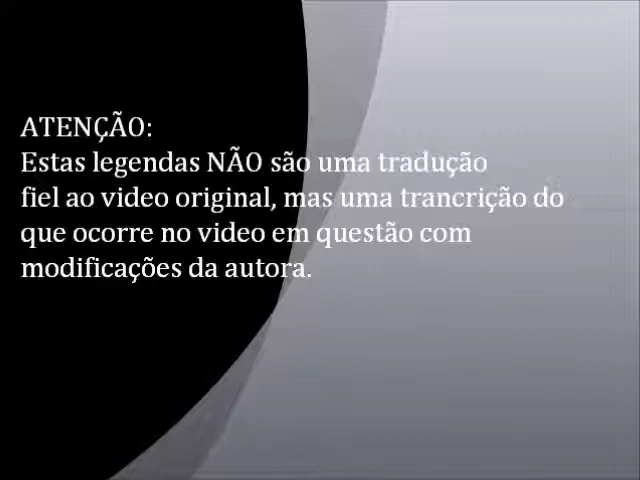 ATENÇÃO:
Estas legendas NÃO são uma tradução
fiel ao video original, mas uma trancrição do
que ocorre no video em questão com
modificações da autora.